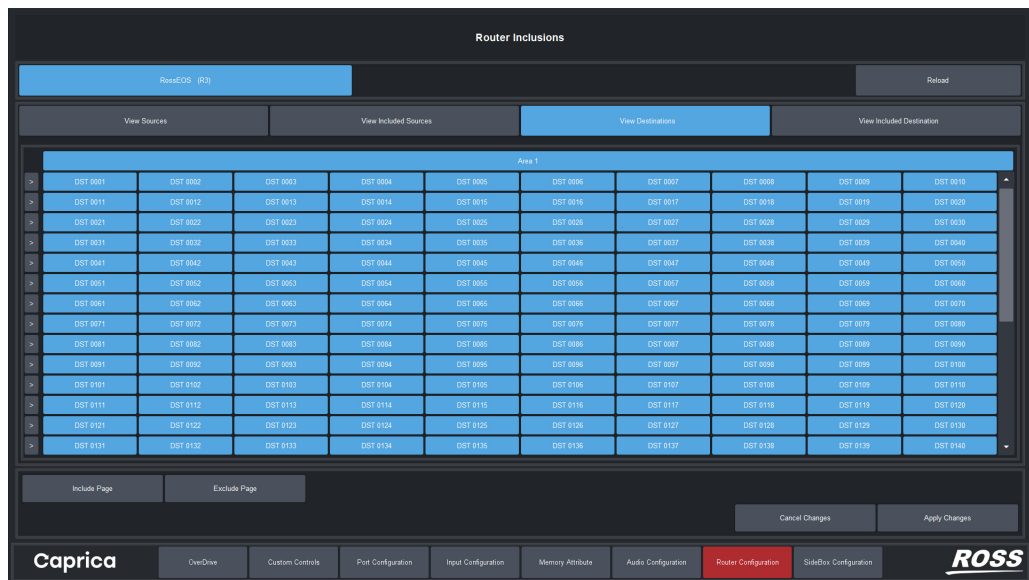 Router Inclusions
RossEOS (R3) Reload
View Sources View Included Sources View Destinations View Included Destination
Area 1
> DST 0001 DST 0002 DST 0003 DST 0004 DST 0005 DST 0006 DST 0007 DST 0008 DST 0009 DST 0010
> DST 0011 DST 0012 DST 0013 DST 0014 DST 0015 DST 0016 DST 0017 DST 0018 DST 0019 DST 0020
> DST 0021 DST 0022 DST 0023 DST 0024 DST 0025 DST 0026 DST 0027 DST 0028 DST 0029 DST 0030
> DST 0031 DST 0032 DST 0033 DST 0034 DST 0035 DST 0036 DST 0037 DST 0038 DST 0039 DST 0040
> DST 0041 DST 0042 DST 0043 DST 0044 DST 0045 DST 0046 DST 0047 DST 0048 DST 0049 DST 0050
> DST 0051 DST 0052 DST 0053 DST 0054 DST 0055 DST 0056 DST 0057 DST 0058 DST 0059 DST 0060
> DST 0061 DST 0062 DST 0063 DST 0064 DST 0065 DST 0066 DST 0067 DST 0068 DST 0069 DST 0070
> DST 0071 DST 0072 DST 0073 DST 0074 DST 0075 DST 0076 DST 0077 DST 0078 DST 0079 DST 0080
> DST 0081 DST 0082 DST 0083 DST 0084 DST 0085 DST 0086 DST 0087 DST 0088 DST 0089 DST 0090
> DST 0091 DST 0092 DST 0093 DST 0094 DST 0095 DST 0096 DST 0097 DST 0098 DST 0099 DST 0100
> DST 0101 DST 0102 DST 0103 DST 0104 DST 0105 DST 0106 DST 0107 DST 0108 DST 0109 DST 0110
> DST 0111 DST 0112 DST 0113 DST 0114 DST 0115 DST 0116 DST 0117 DST 0118 DST 0119 DST 0120
> DST 0121 DST 0122 DST 0123 DST 0124 DST 0125 DST 0126 DST 0127 DST 0128 DST 0129 DST 0130
> DST 0131 DST 0132 DST 0133 DST 0134 DST 0135 DST 0136 DST 0137 DST 0138 DST 0139 DST 0140
Include Page Exclude Page
Cancel Changes Apply Changes
Caprica OverDrive Custom Controls Port Configuration Input Configuration Memory Attribute Audio Configuration Router Configuration SideBox Configuration ROSS